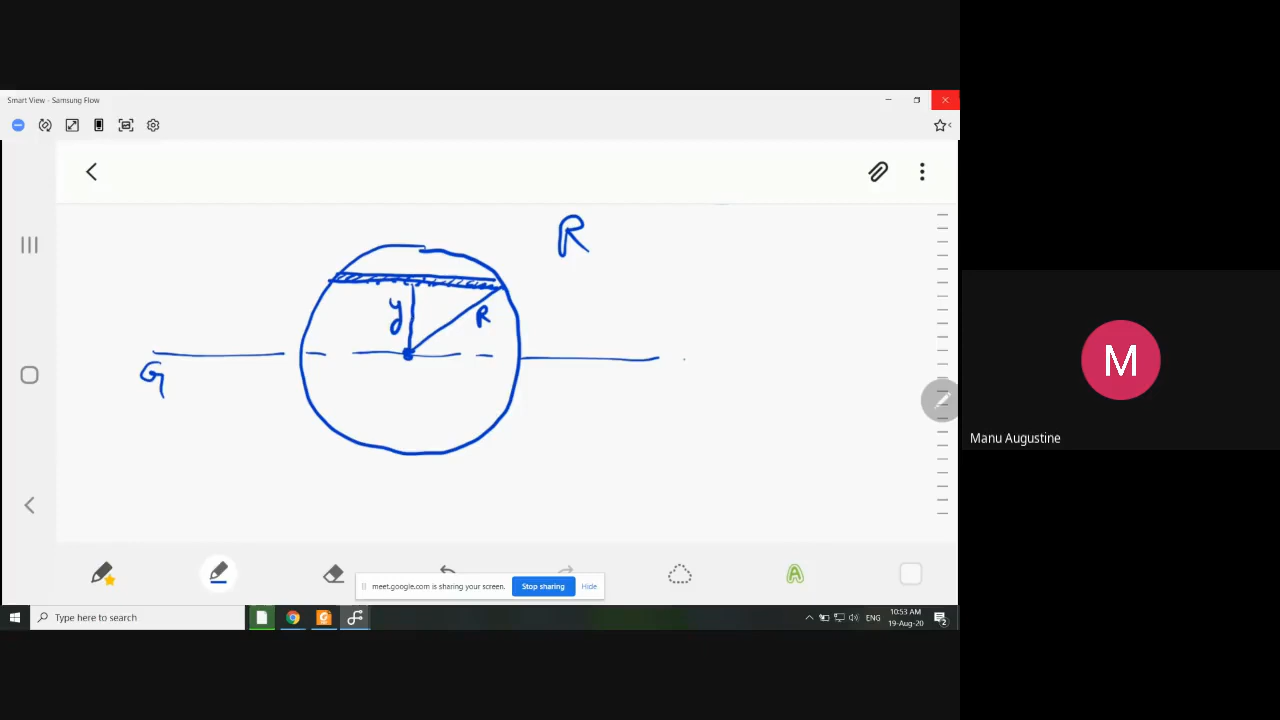 Smart View - Samsung Flow
R
y
R
G
M
Manu Augustine
A
meet.google.com is sharing your screen.
Stop sharing
Hide
Type here to search
ENG
10:53 AM
19-Aug-20
2